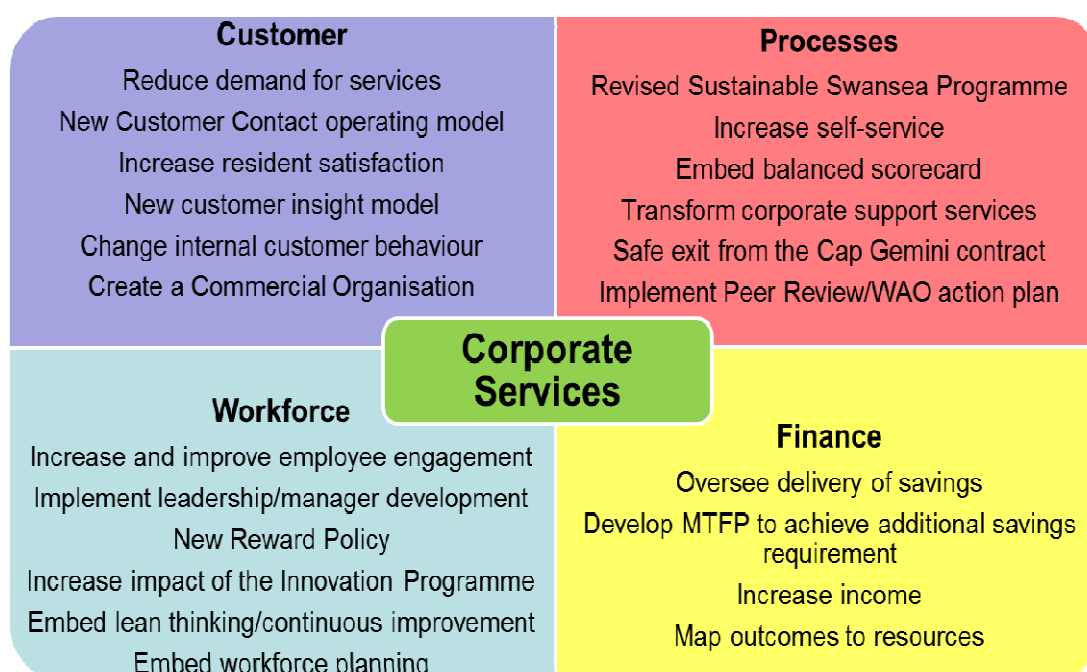 Customer
Reduce demand for services
New Customer Contact operating model
Increase resident satisfaction
New customer insight model
Change internal customer behaviour
Create a Commercial Organisation
Processes
Revised Sustainable Swansea Programme
Increase self-service
Embed balanced scorecard
Transform corporate support services
Safe exit from the Cap Gemini contract
Implement Peer Review/WAO action plan
Corporate
Services
Workforce
Increase and improve employee engagement
Implement leadership/manager development
New Reward Policy
Increase impact of the Innovation Programme
Embed lean thinking/continuous improvement
Embed workforce planning
Finance
Oversee delivery of savings
Develop MTFP to achieve additional savings
requirement
Increase income
Map outcomes to resources